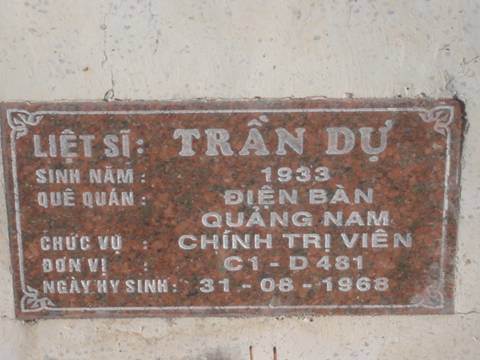 LIỆT SĨ: TRẦN DỰ
SINH NĂM: 1933
QUÊ QUÁN: ĐIỆN BÀN
QUẢNG NAM
CHỨC VỤ: CHÍNH TRỊ VIÊN
ĐƠN VỊ: C1 - D 481
NGÀY HY SINH: 31 - 08 - 1968